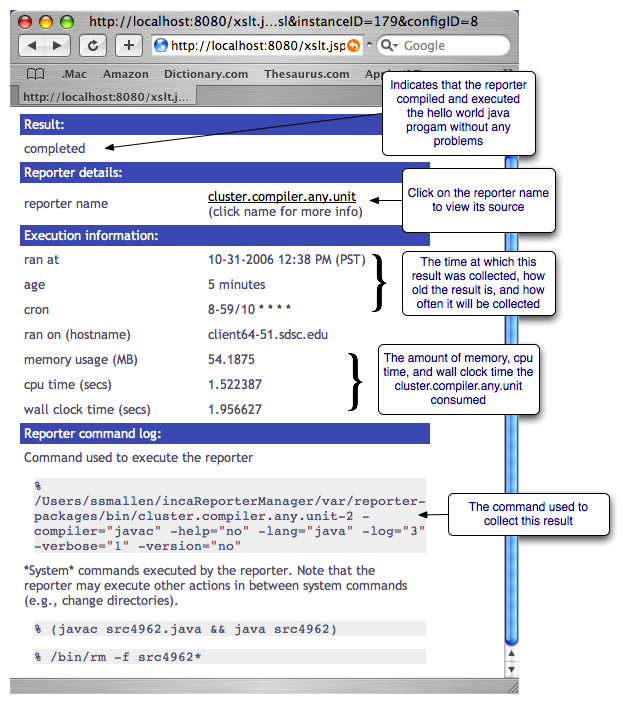 http://localhost:8080/xslt.j...sl&instanceID=179&configID=8
http://localhost:8080/xslt.jsp
Google
.Mac Amazon Dictionary.com Thesaurus.com
http://localhost:8080/xslt.j...
Indicates that the reporter
compiled and executed
the hello world java
progam without any
problems
Result:
completed
Reporter details:
reporter name
cluster.compiler.any.unit
(click name for more info)
Click on the reporter name
to view its source
Execution information:
ran at 10-31-2006 12:38 PM (PST)
age 5 minutes
cron 8-59/10 * * * *
The time at which this
result was collected, how
old the result is, and how
often it will be collected
ran on (hostname) client64-51.sdsc.edu
memory usage (MB) 54.1875
cpu time (secs) 1.522387
wall clock time (secs) 1.956627
The amount of memory, cpu
time, and wall clock time the
cluster.compiler.any.unit
consumed
Reporter command log:
Command used to execute the reporter
%
/Users/ssmallen/incaReporterManager/var/reporter-
packages/bin/cluster.compiler.any.unit-2 -
compiler="javac" -help="no" -lang="java" -log="3"
-verbose="1" -version="no"
The command used to
collect this result
*System* commands executed by the reporter. Note that the
reporter may execute other actions in between system commands
(e.g., change directories).
% (javac src4962.java && java src4962)
% /bin/rm -f src4962*